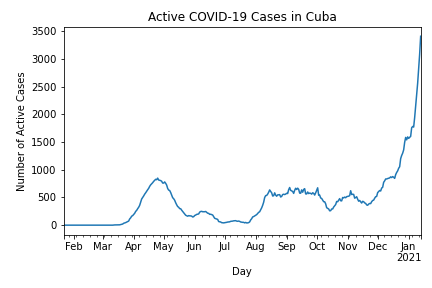 Active COVID-19 Cases in Cuba
3500
3000
2500
2000
1500
1000
500
0
Number of Active Cases
Feb Mar Apr May Jun Jul Aug Sep Oct Nov Dec Jan
2021
Day